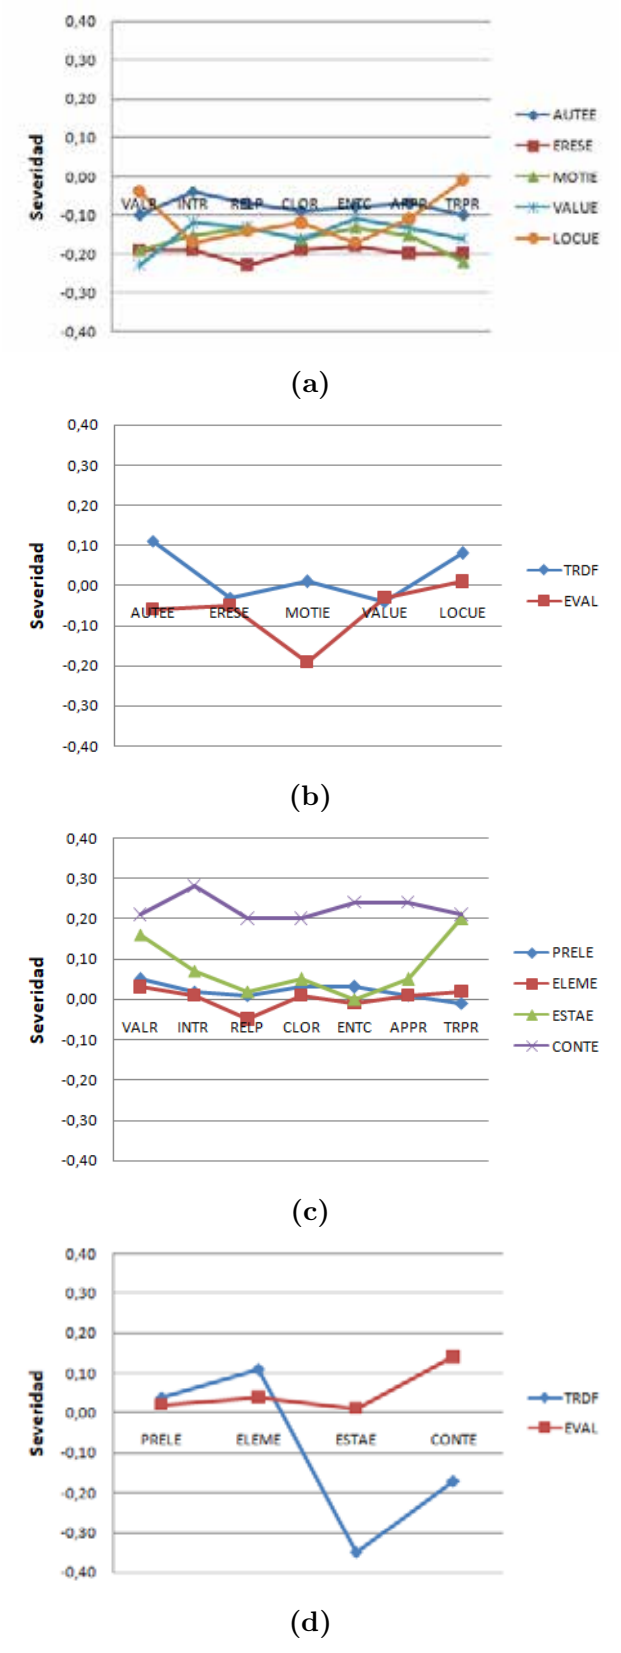 0,40
0,30
0,20
0,10
0,00
-0,10
-0,20
-0,30
-0,40
Severidad
VALR INTR RELP CLOR ENTC APPR TRPR
AUTEE
ERESE
MOTIE
VALUE
LOCUE
(a)
0,40
0,30
0,20
0,10
0,00
-0,10
-0,20
-0,30
-0,40
Severidad
AUTEE ERESE MOTIE VALUE LOCUE
TRDF
EVAL
(b)
0,40
0,30
0,20
0,10
0,00
-0,10
-0,20
-0,30
-0,40
Severidad
VALR INTR RELP CLOR ENTC APPR TRPR
PRELE
ELEME
ESTAE
CONTE
(c)
0,40
0,30
0,20
0,10
0,00
-0,10
-0,20
-0,30
-0,40
Severidad
PRELE ELEME ESTAE CONTE
TRDF
EVAL
(d)